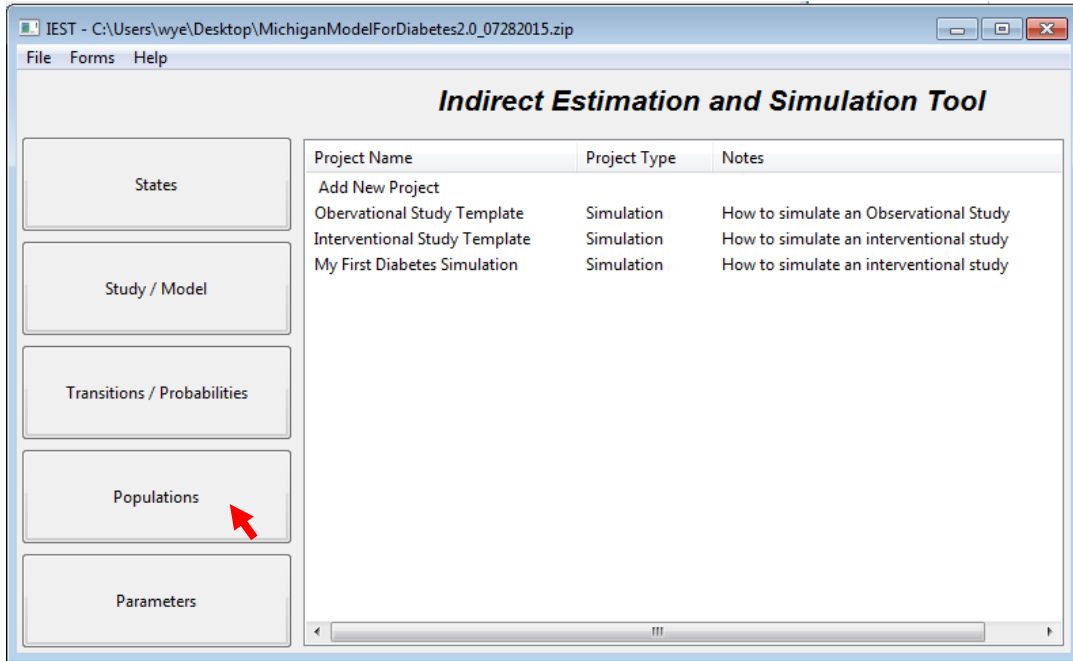 IEST - C:\Users\wye\Desktop\MichiganModelForDiabetes2.0_07282015.zip
File Forms Help
Indirect Estimation and Simulation Tool
States
Study / Model
Transitions / Probabilities
Populations
Parameters
Project Name Project Type Notes
Add New Project
Obervational Study Template Simulation How to simulate an Observational Study
Interventional Study Template Simulation How to simulate an interventional study
My First Diabetes Simulation Simulation How to simulate an interventional study